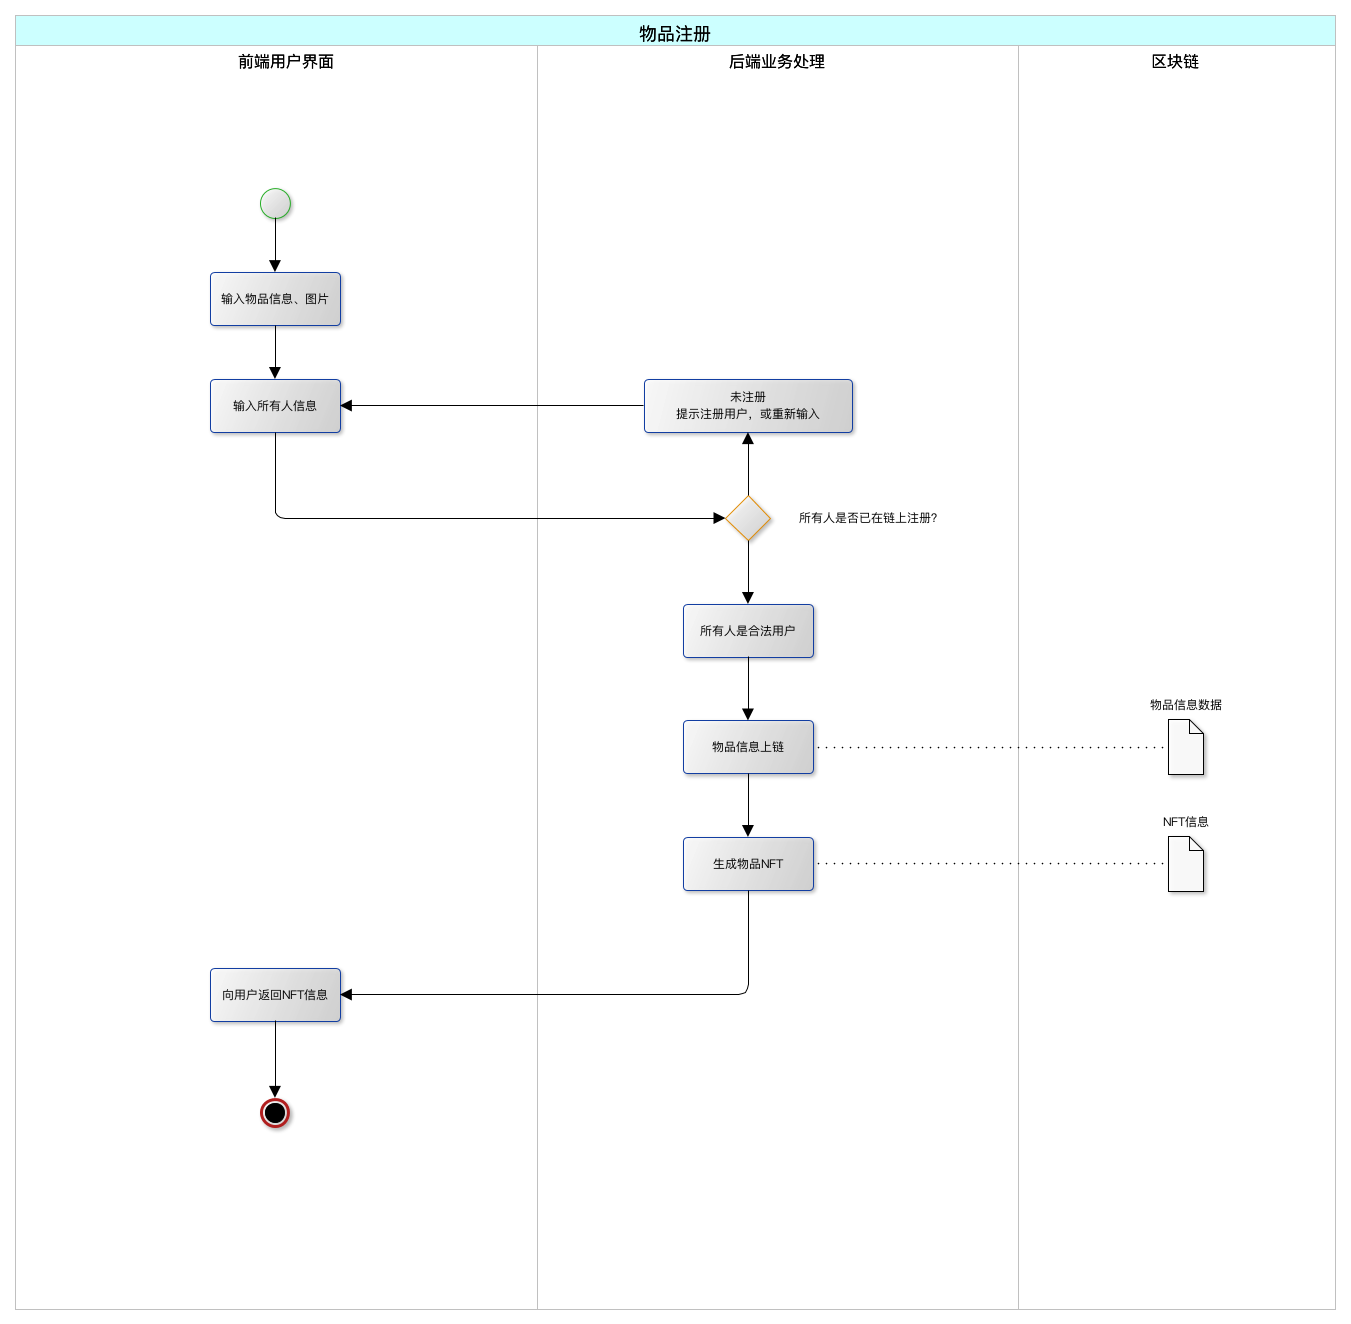 物品注册
前端用户界面
后端业务处理
区块链
输入物品信息、图片
输入所有人信息
未注册
提示注册用户，或重新输入
所有人是否已在链上注册?
所有人是合法用户
物品信息数据
物品信息上链
NFT信息
生成物品NFT
向用户返回NFT信息